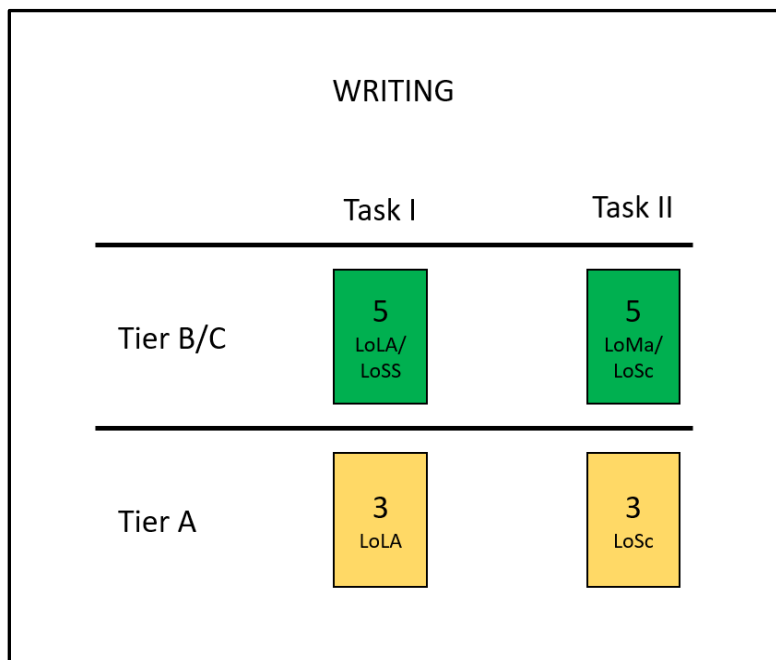 WRITING
Task I
Task II
Tier B/C
5
LoLA/
LoSS
5
LoMa/
LoSc
Tier A
3
LoLA
3
LoSc